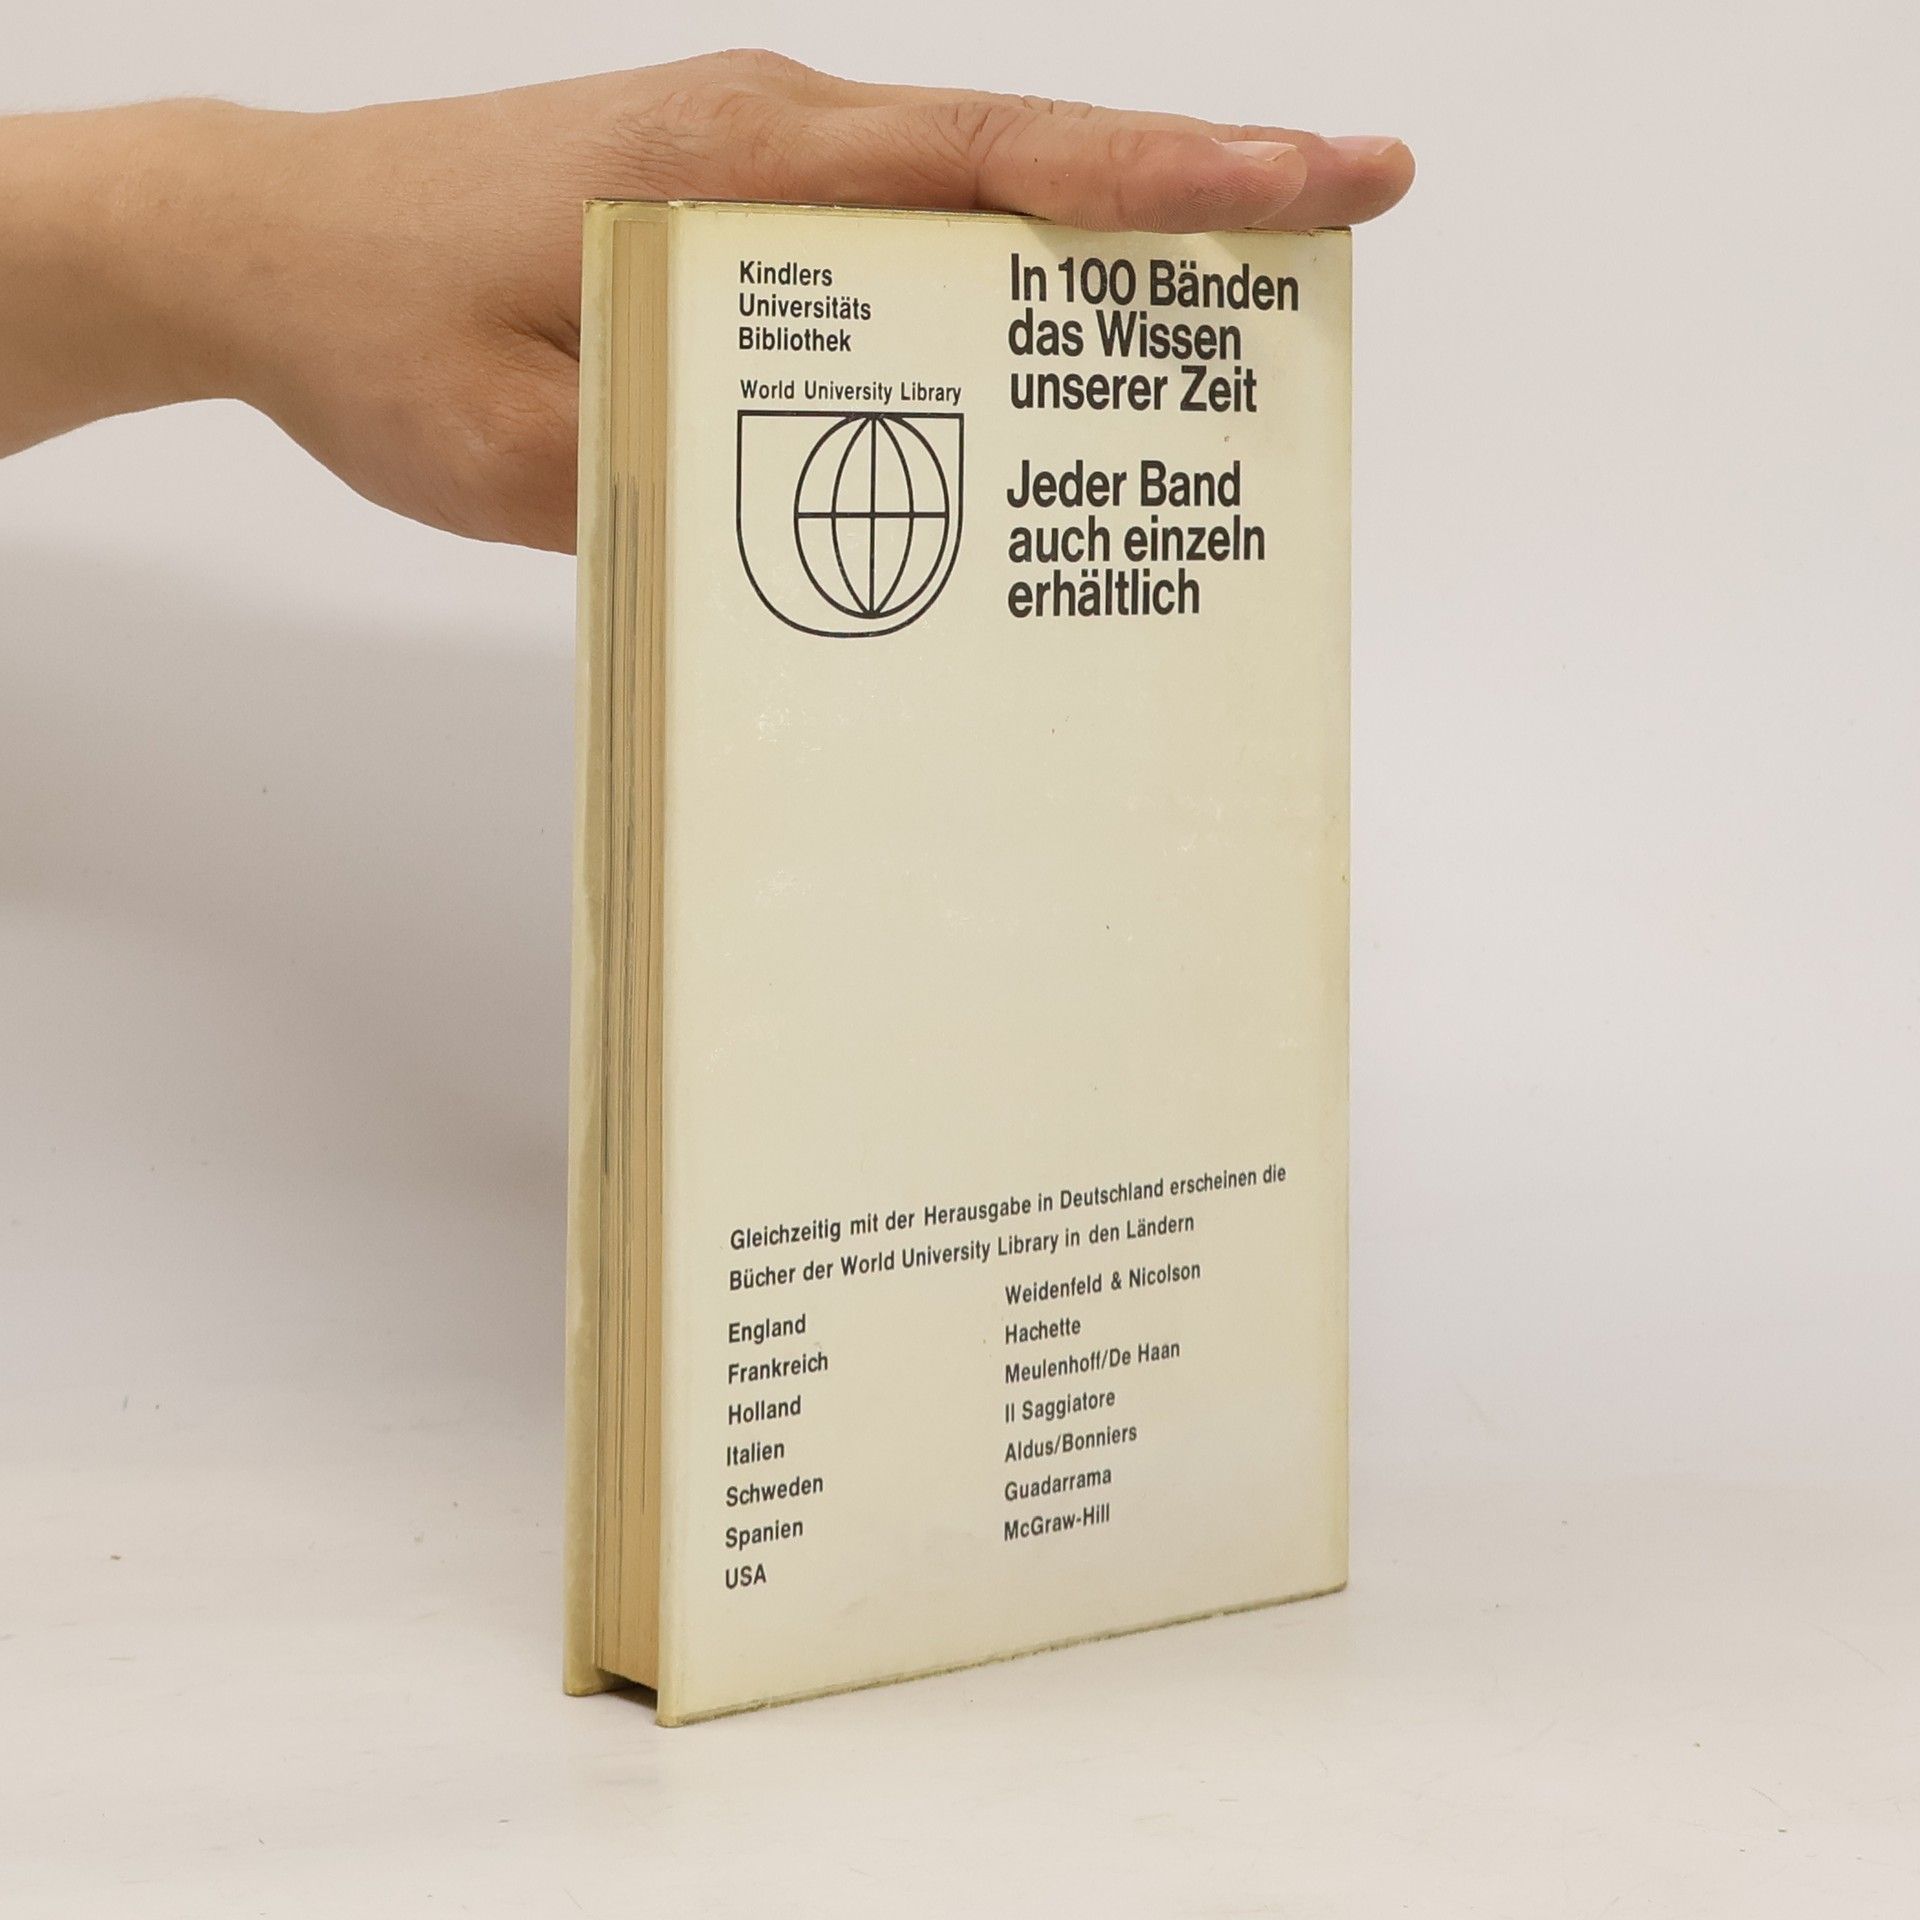 Kindlers
Universitäts
Bibliothek
World University Library
In 100 Bänden
das Wissen
unserer Zeit
Jeder Band
auch einzeln
erhältlich
Gleichzeitig mit der Herausgabe in Deutschland erscheinen die
Bücher der World University Library in den Ländern
England
Frankreich
Holland
Italien
Schweden
Spanien
USA
Weidenfeld & Nicolson
Hachette
Meulenhoff/De Haan
Il Saggiatore
Aldus/Bonniers
Guadarrama
McGraw-Hill